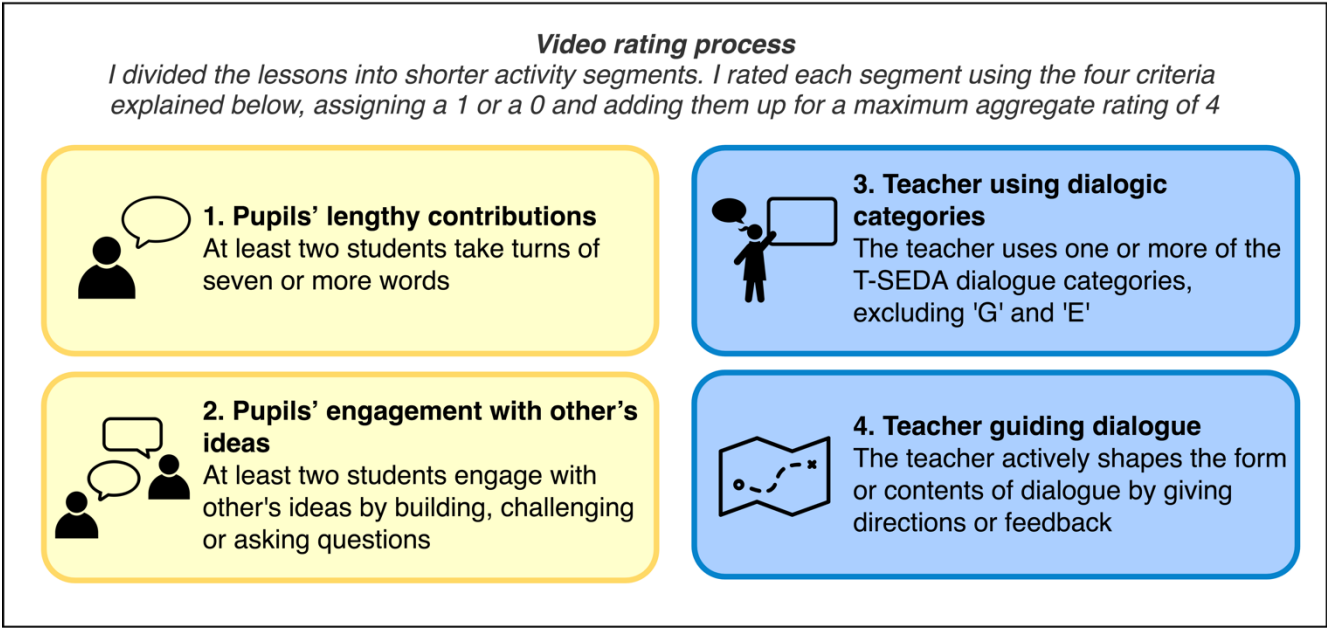 Video rating process
I divided the lessons into shorter activity segments. I rated each segment using the four criteria
explained below, assigning a 1 or a 0 and adding them up for a maximum aggregate rating of 4
1. Pupils’ lengthy contributions
At least two students take turns of
seven or more words
2. Pupils’ engagement with other’s
ideas
At least two students engage with
other's ideas by building, challenging
or asking questions
3. Teacher using dialogic
categories
The teacher uses one or more of the
T-SEDA dialogue categories,
excluding 'G' and 'E'
4. Teacher guiding dialogue
The teacher actively shapes the form
or contents of dialogue by giving
directions or feedback